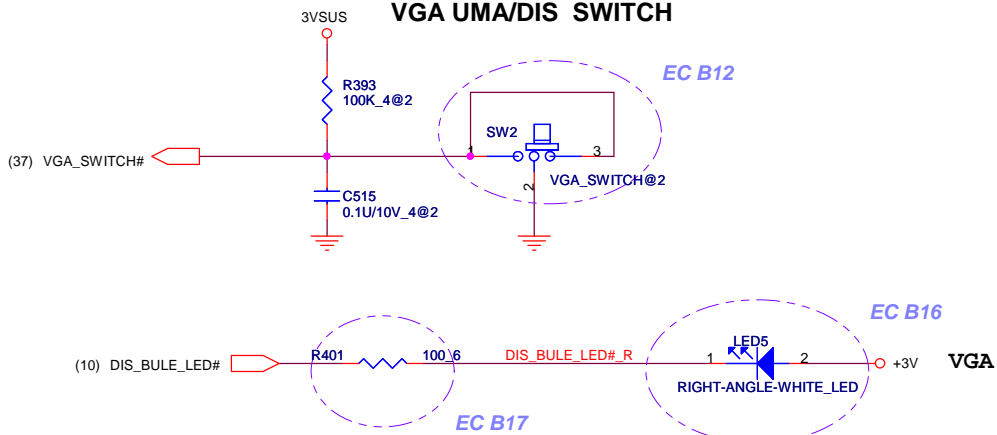 VGA UMA/DIS SWITCH
3VSUS
EC B12
R393
100K_4@2
SW2
1
3
(37) VGA_SWITCH#
VGA_SWITCH@2
2
C515
0.1U/10V_4@2
EC B16
LED5
R401
100_6
DIS_BULE_LED#_R
1
2
(10) DIS_BULE_LED#
+3V
VGA
RIGHT-ANGLE-WHITE_LED
EC B17